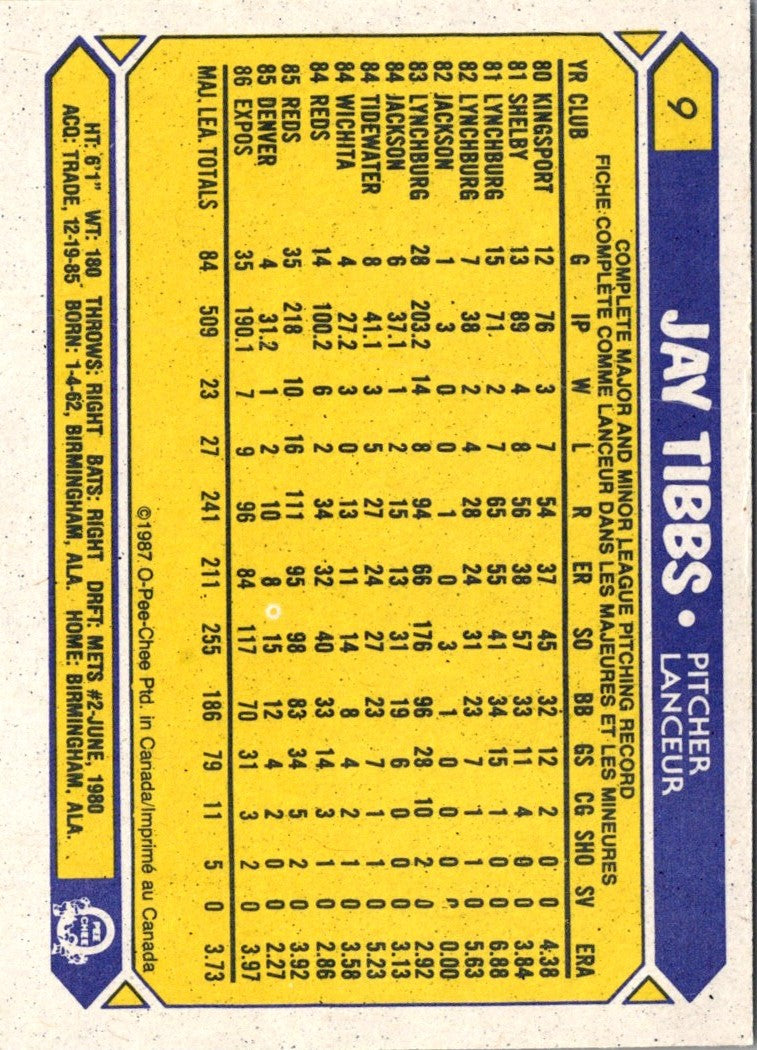 9
JAY TIBBS • PITCHER
LANCEUR
COMPLETE MAJOR AND MINOR LEAGUE PITCHING RECORD
FICHE COMPLÈTE COMME LANCEUR DANS LES MAJEURES ET LES MINEURES
YR CLUB G IP W L R ER SO BB GS CG SHO SV ERA
80 KINGSPORT 12 76 3 7 54 37 45 32 12 2 0 0 4.38
81 SHELBY 13 89 4 8 56 38 57 33 11 4 0 0 3.84
81 LYNCHBURG 15 71 2 7 65 55 41 34 15 1 0 0 6.88
82 LYNCHBURG 7 38 2 4 28 24 31 23 7 1 1 0 5.63
82 JACKSON 1 3 0 0 1 0 3 1 0 0 0 0 0.00
83 LYNCHBURG 28 203.2 14 8 94 66 176 96 28 10 2 0 2.92
84 JACKSON 6 37.1 1 2 15 13 31 19 6 0 0 0 3.13
84 TIDEWATER 8 41.1 3 5 27 24 27 23 7 1 1 0 5.23
84 WICHITA 4 27.2 3 0 13 11 14 8 4 2 1 0 3.58
84 REDS 14 100.2 6 2 34 32 40 33 14 3 1 0 2.86
85 REDS 35 218 10 16 111 95 98 83 34 5 2 0 3.92
85 DENVER 4 31.2 1 2 10 8 15 12 4 2 0 0 2.27
86 EXPOS 35 190.1 7 9 96 84 117 70 31 3 2 0 3.97
MAJ. LEA. TOTALS 84 509 23 27 241 211 255 186 79 11 5 0 3.73
©1987 O-Pee-Chee Ptd. in Canada/Imprimé au Canada
HT: 6'1" WT: 180 THROWS: RIGHT BATS: RIGHT DRFT: METS #2-JUNE, 1980
ACQ: TRADE, 12-19-85 BORN: 1-4-62, BIRMINGHAM, ALA. HOME: BIRMINGHAM, ALA.
O
PEE
CHEE